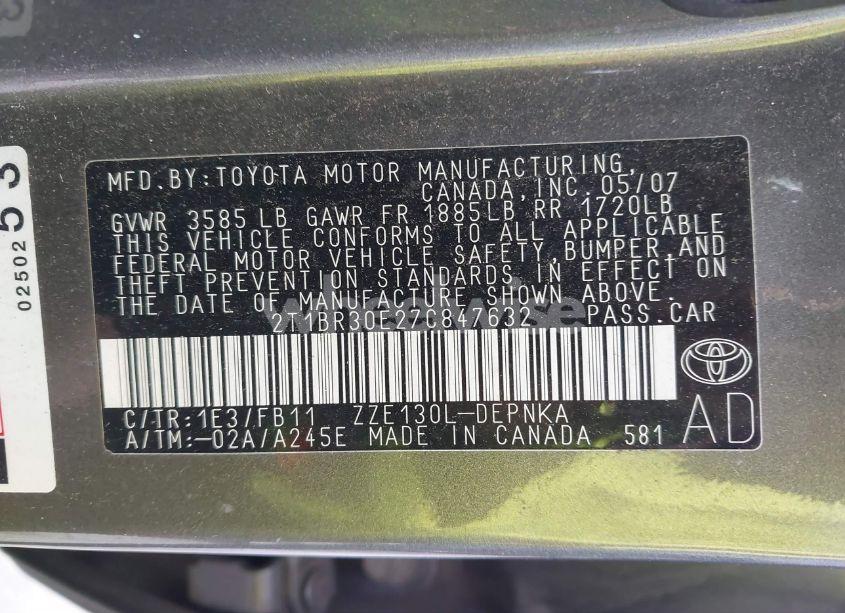 MFD.BY:TOYOTA MOTOR MANUFACTURING,
CANADA,INC.05/07
GVWR 3585LB GAWR FR 1885LB RR 1720LB
THIS VEHICLE CONFORMS TO ALL APPLICABLE
FEDERAL MOTOR VEHICLE SAFETY,BUMPER,AND
THEFT PREVENTION STANDARDS IN EFFECT ON
THE DATE OF MANUFACTURE SHOWN ABOVE.
2T1BR30E27C847632 PASS.CAR
C/TR:1E3/FB11 ZZE130L-DEPNKA
A/TM:-02A/A245E MADE IN CANADA 581
AD
02502
53